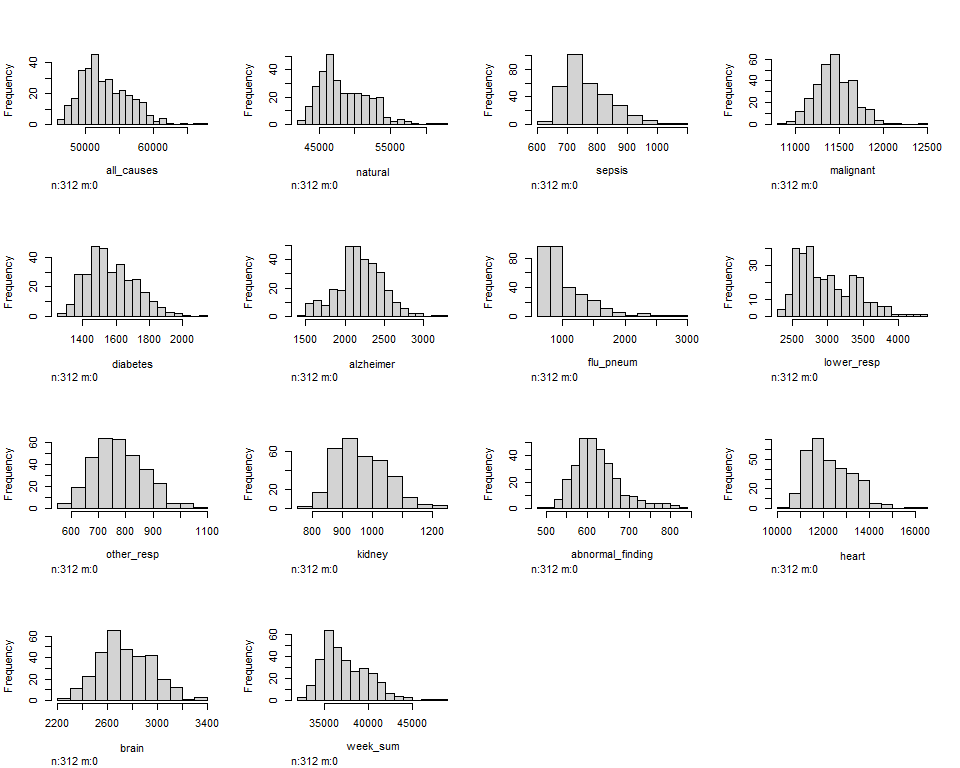 Frequency
0 20 40
50000 60000
all_causes
n:312 m:0
Frequency
0 20 50
45000 55000
natural
n:312 m:0
Frequency
0 40 80
600 700 800 900 1000
sepsis
n:312 m:0
Frequency
0 20 60
11000 11500 12000 12500
malignant
n:312 m:0
Frequency
0 20 40
1400 1600 1800 2000
diabetes
n:312 m:0
Frequency
0 20 40
1500 2000 2500 3000
alzheimer
n:312 m:0
Frequency
0 40 80
1000 2000 3000
flu_pneum
n:312 m:0
Frequency
0 10 30
2500 3000 3500 4000
lower_resp
n:312 m:0
Frequency
0 20 40 60
600 700 800 900 1100
other_resp
n:312 m:0
Frequency
0 20 60
800 900 1000 1200
kidney
n:312 m:0
Frequency
0 20 40
500 600 700 800
abnormal_finding
n:312 m:0
Frequency
0 20 50
10000 12000 14000 16000
heart
n:312 m:0
Frequency
0 20 40 60
2200 2600 3000 3400
brain
n:312 m:0
Frequency
0 20 40 60
35000 40000 45000
week_sum
n:312 m:0